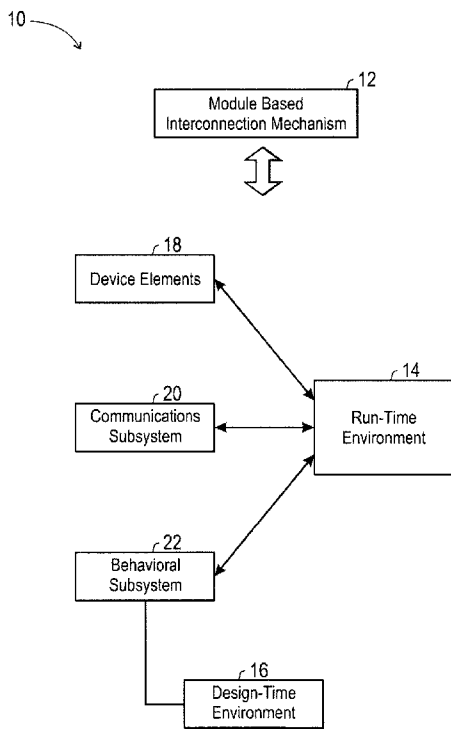 10
12
Module Based
Interconnection Mechanism
18
Device Elements
14
Run-Time
Environment
20
Communications
Subsystem
22
Behavioral
Subsystem
16
Design-Time
Environment